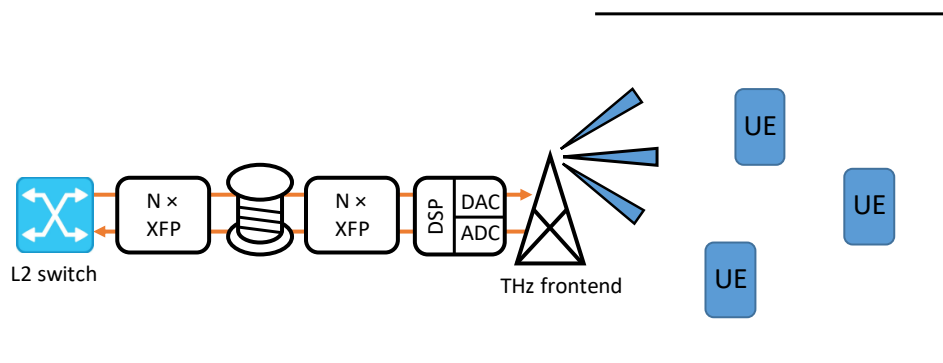 UE
N ×
XFP
N ×
XFP
DSP
DAC
ADC
UE
UE
L2 switch
THz frontend